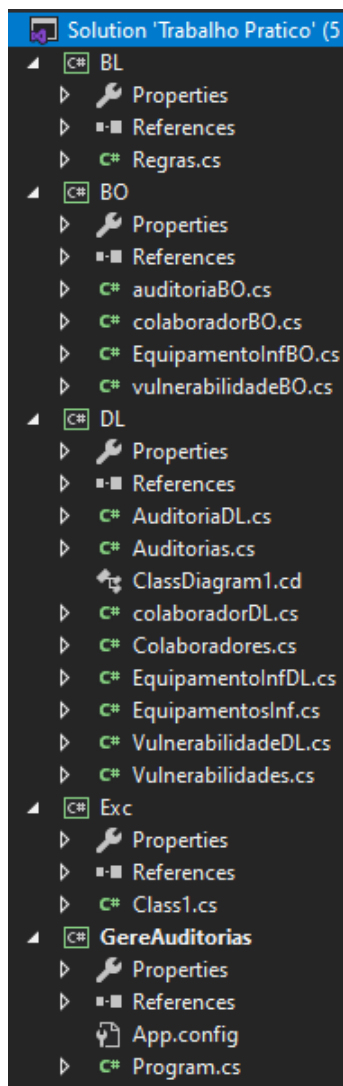 Solution 'Trabalho Pratico' (5
C# BL
Properties
References
C# Regras.cs
C# BO
Properties
References
C# auditoriaBO.cs
C# colaboradorBO.cs
C# EquipamentoInfBO.cs
C# vulnerabilidadeBO.cs
C# DL
Properties
References
C# AuditoriaDL.cs
C# Auditorias.cs
ClassDiagram1.cd
C# colaboradorDL.cs
C# Colaboradores.cs
C# EquipamentoInfDL.cs
C# EquipamentosInf.cs
C# VulnerabilidadeDL.cs
C# Vulnerabilidades.cs
C# Exc
Properties
References
C# Class1.cs
C# GereAuditorias
Properties
References
App.config
C# Program.cs